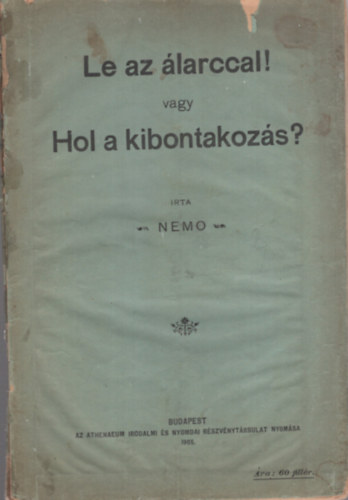 Le az álarccal!
vagy
Hol a kibontakozás?
IRTA
NEMO
BUDAPEST
AZ ATHENAEUM IRODALMI ÉS NYOMDAI RÉSZVÉNYTÁRSULAT NYOMÁSA
Ára: 60 fillér.